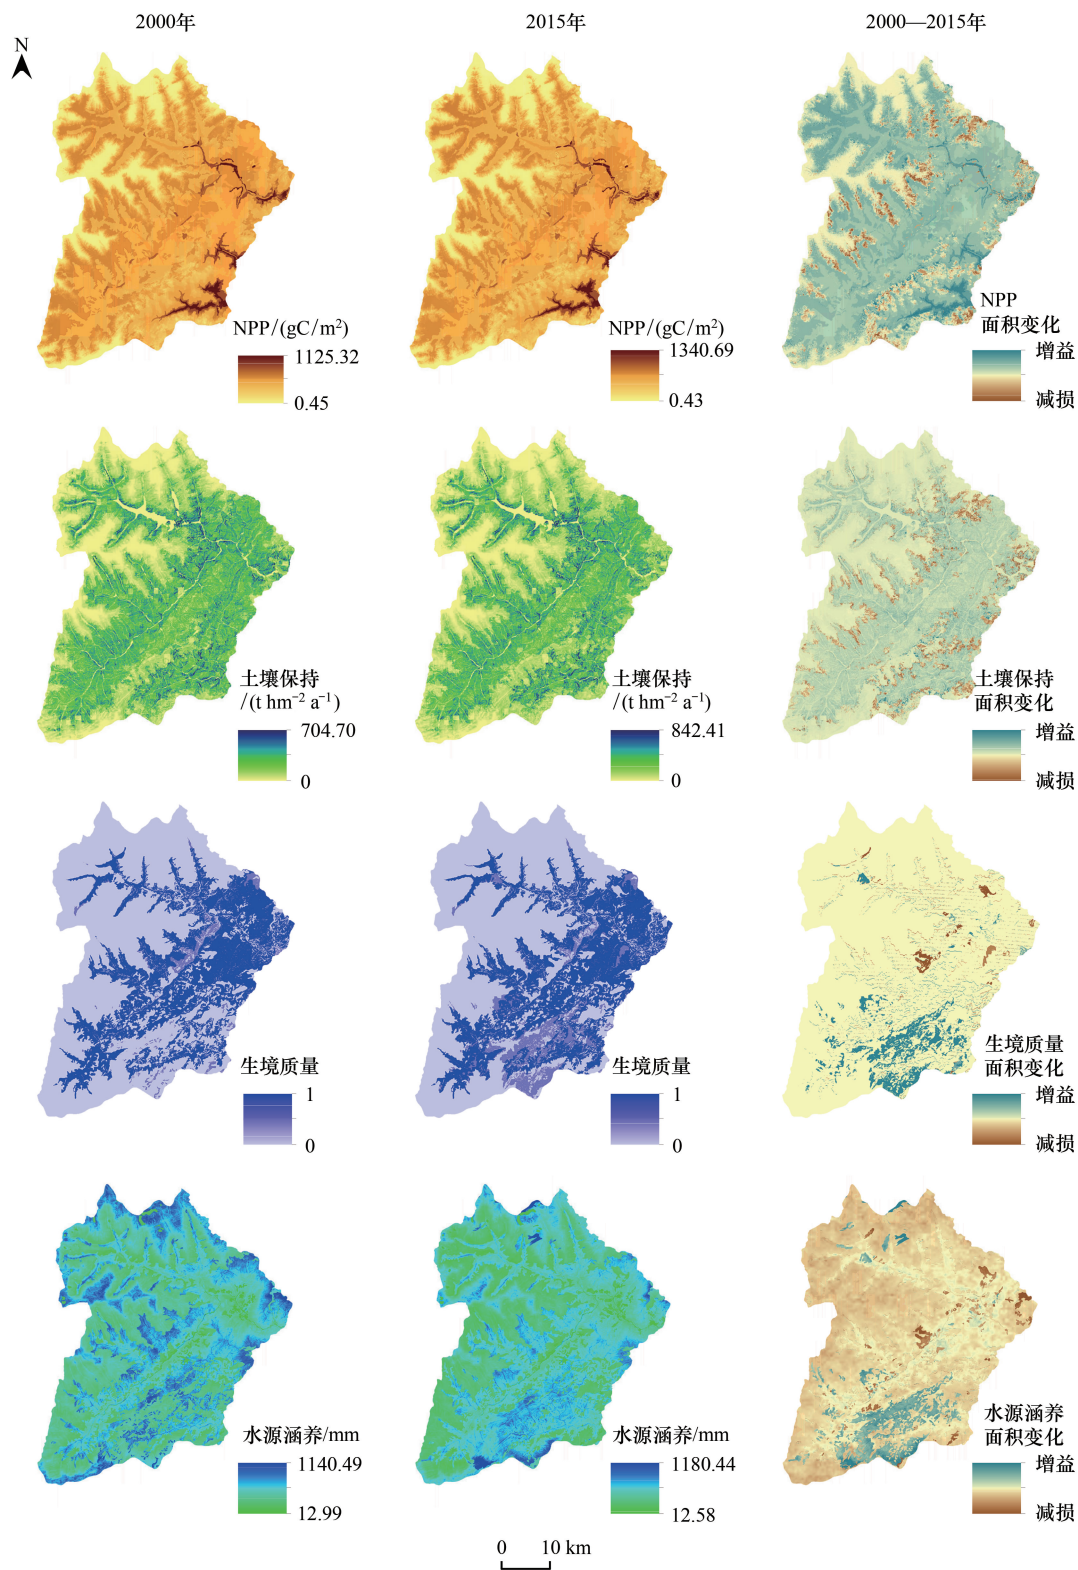 2000年
2015年
2000—2015年
N
NPP/(gC/m²)
1125.32
0.45
NPP/(gC/m²)
1340.69
0.43
NPP
面积变化
增益
减损
土壤保持
/(t hm⁻² a⁻¹)
704.70
0
土壤保持
/(t hm⁻² a⁻¹)
842.41
0
土壤保持
面积变化
增益
减损
生境质量
1
0
生境质量
1
0
生境质量
面积变化
增益
减损
水源涵养/mm
1140.49
12.99
水源涵养/mm
1180.44
12.58
水源涵养
面积变化
增益
减损
0 10 km